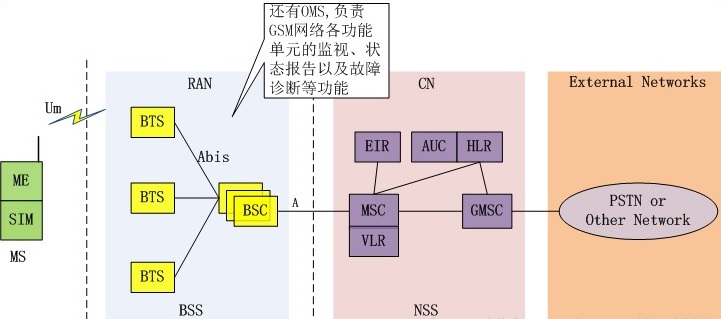 还有OMS,负责
GSM网络各功能
单元的监视、状
态报告以及故障
诊断等功能
RAN
CN
External Networks
Um
BTS
Abis
EIR
AUC
HLR
ME
SIM
MS
BTS
BSC
A
MSC
VLR
GMSC
PSTN or
Other Network
BTS
BSS
NSS